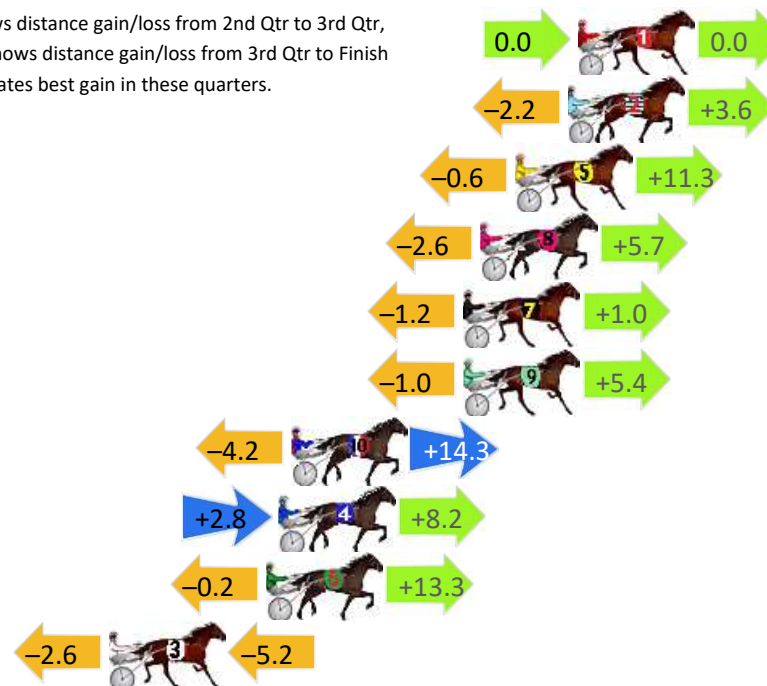 ws distance gain/loss from 2nd Qtr to 3rd Qtr,
hows distance gain/loss from 3rd Qtr to Finish
ates best gain in these quarters.
0.0 1 0.0
–2.2 2 +3.6
–0.6 5 +11.3
–2.6 8 +5.7
–1.2 7 +1.0
–1.0 9 +5.4
–4.2 10 +14.3
+2.8 4 +8.2
–0.2 6 +13.3
–2.6 3 –5.2